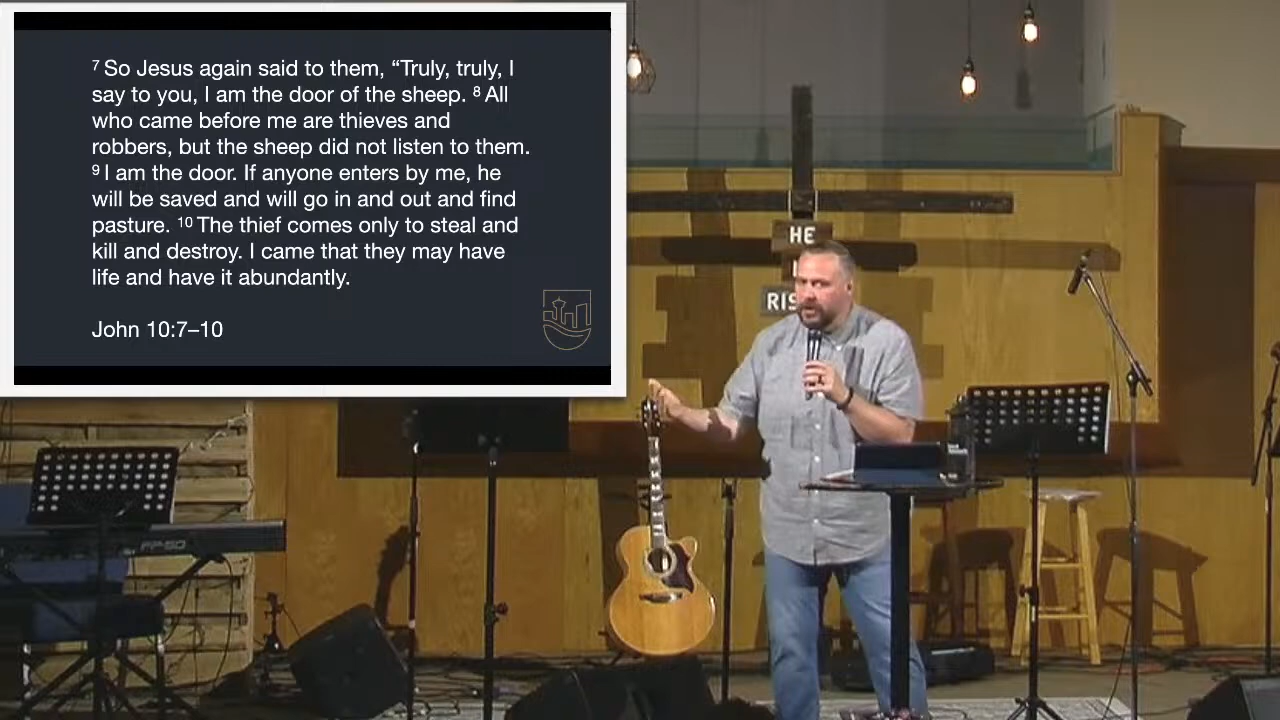 ⁷ So Jesus again said to them, “Truly, truly, I
say to you, I am the door of the sheep. ⁸ All
who came before me are thieves and
robbers, but the sheep did not listen to them.
⁹ I am the door. If anyone enters by me, he
will be saved and will go in and out and find
pasture. ¹⁰ The thief comes only to steal and
kill and destroy. I came that they may have
life and have it abundantly.
John 10:7–10
HE
RIS